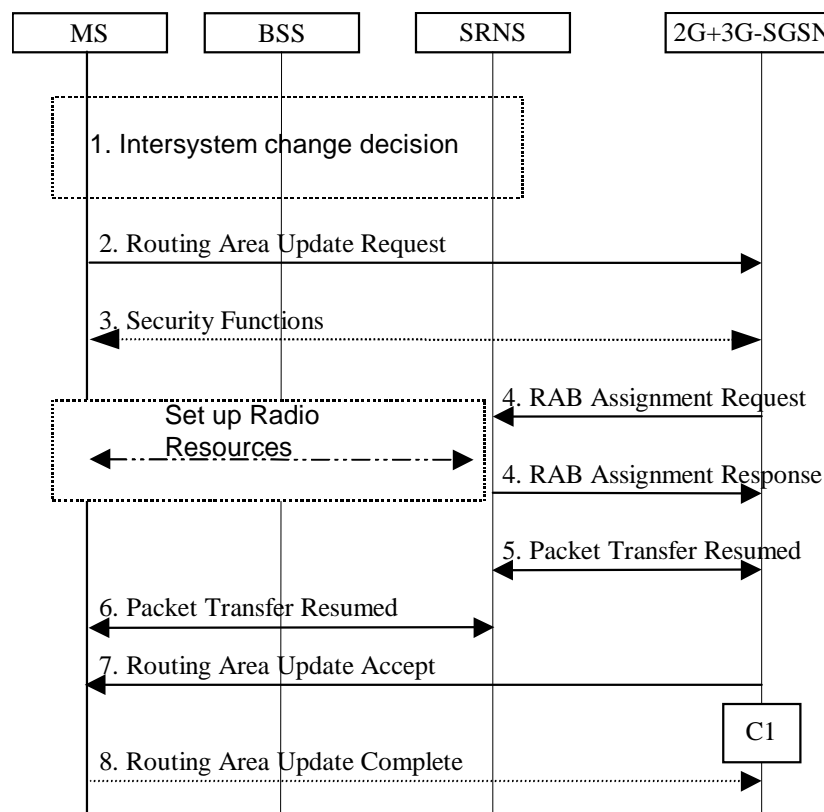 MS
BSS
SRNS
2G+3G-SGSN
1. Intersystem change decision
2. Routing Area Update Request
3. Security Functions
4. RAB Assignment Request
Set up Radio
Resources
4. RAB Assignment Response
5. Packet Transfer Resumed
6. Packet Transfer Resumed
7. Routing Area Update Accept
C1
8. Routing Area Update Complete